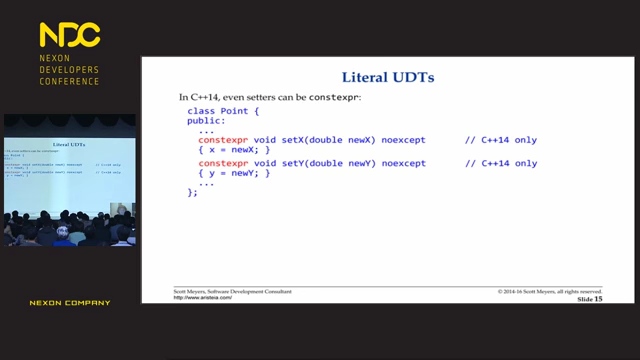 NDC
NEXON
DEVELOPERS
CONFERENCE
Literal UDTs
In C++14, even setters can be constexpr:
class Point {
public:
...
constexpr void setX(double newX) noexcept // C++14 only
{ x = newX; }
constexpr void setY(double newY) noexcept // C++14 only
{ y = newY; }
...
};
Literal UDTs
Scott Meyers, Software Development Consultant
http://www.aristeia.com/
© 2014-16 Scott Meyers, all rights reserved.
Slide 15
NEXON COMPANY